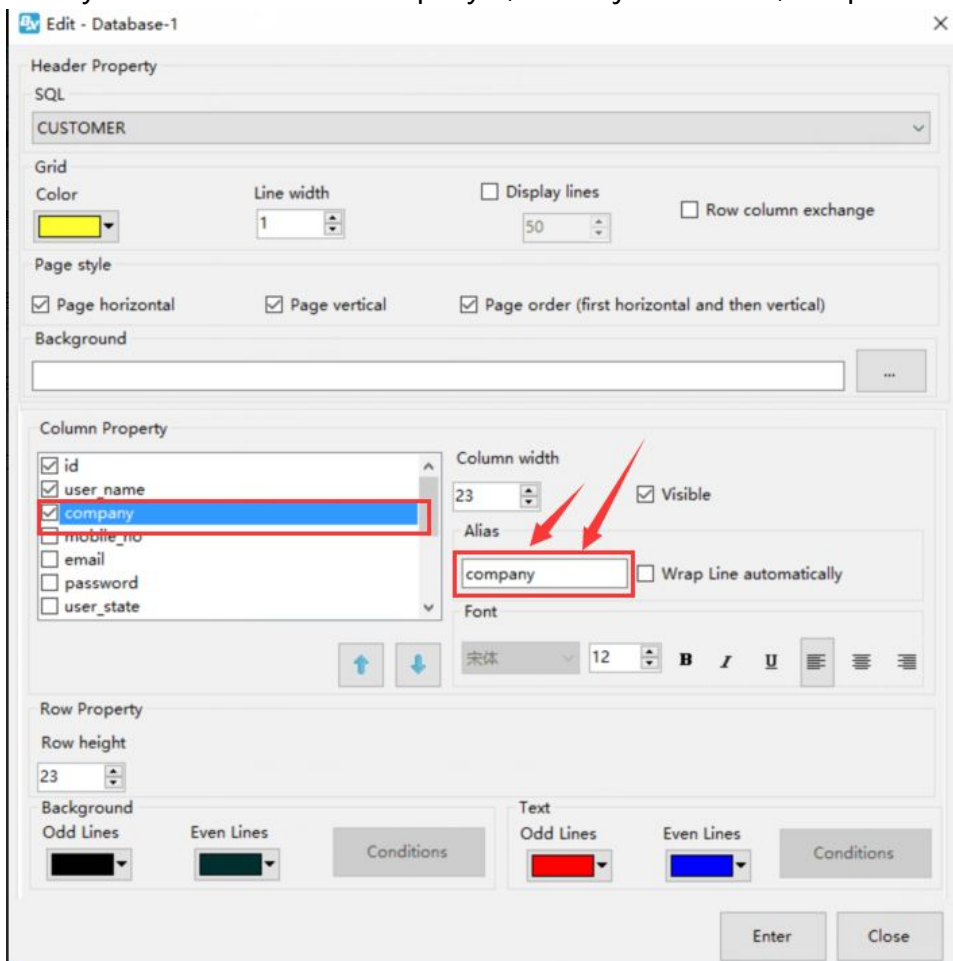 Edit - Database-1
Header Property
SQL
CUSTOMER
Grid
Color Line width Display lines
1 50 Row column exchange
Page style
Page horizontal Page vertical Page order (first horizontal and then vertical)
Background
...
Column Property
id
user_name
company
mobile_no
email
password
user_state
Column width
23 Visible
Alias
company Wrap Line automatically
Font
宋体 12 B I U
Row Property
Row height
23
Background
Odd Lines Even Lines
Conditions
Text
Odd Lines Even Lines
Conditions
Enter Close